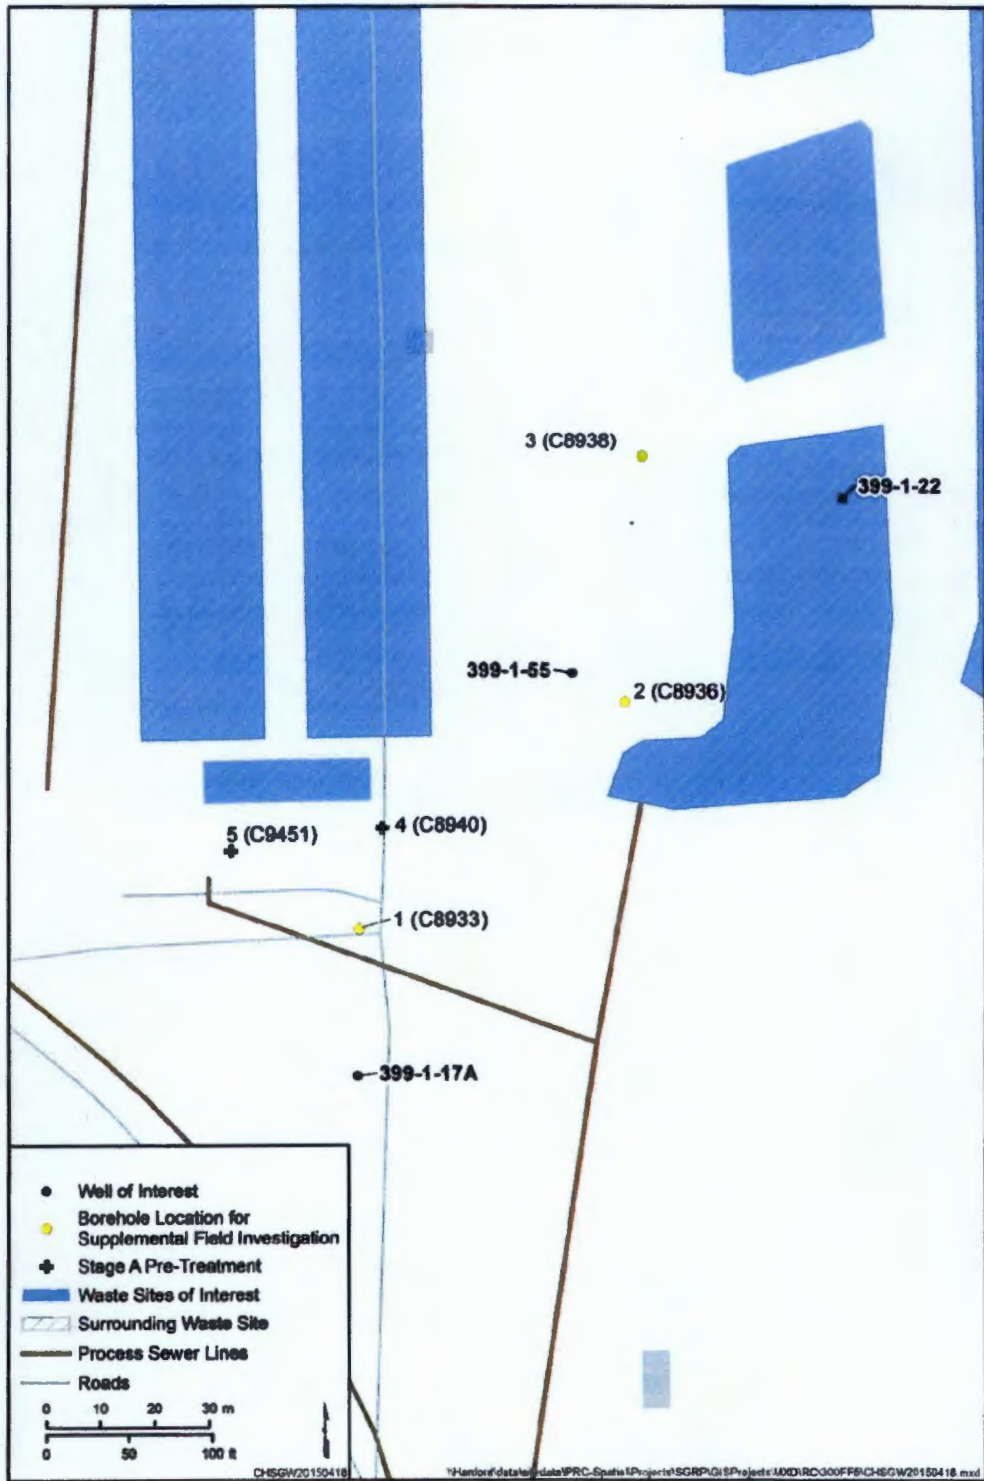 3 (C8938)
399-1-22
399-1-55
2 (C8936)
4 (C8940)
5 (C9451)
1 (C8933)
399-1-17A
Well of Interest
Borehole Location for
Supplemental Field Investigation
Stage A Pre-Treatment
Waste Sites of Interest
Surrounding Waste Site
Process Sewer Lines
Roads
0 10 20 30 m
0 50 100 ft
CHSGW20150418